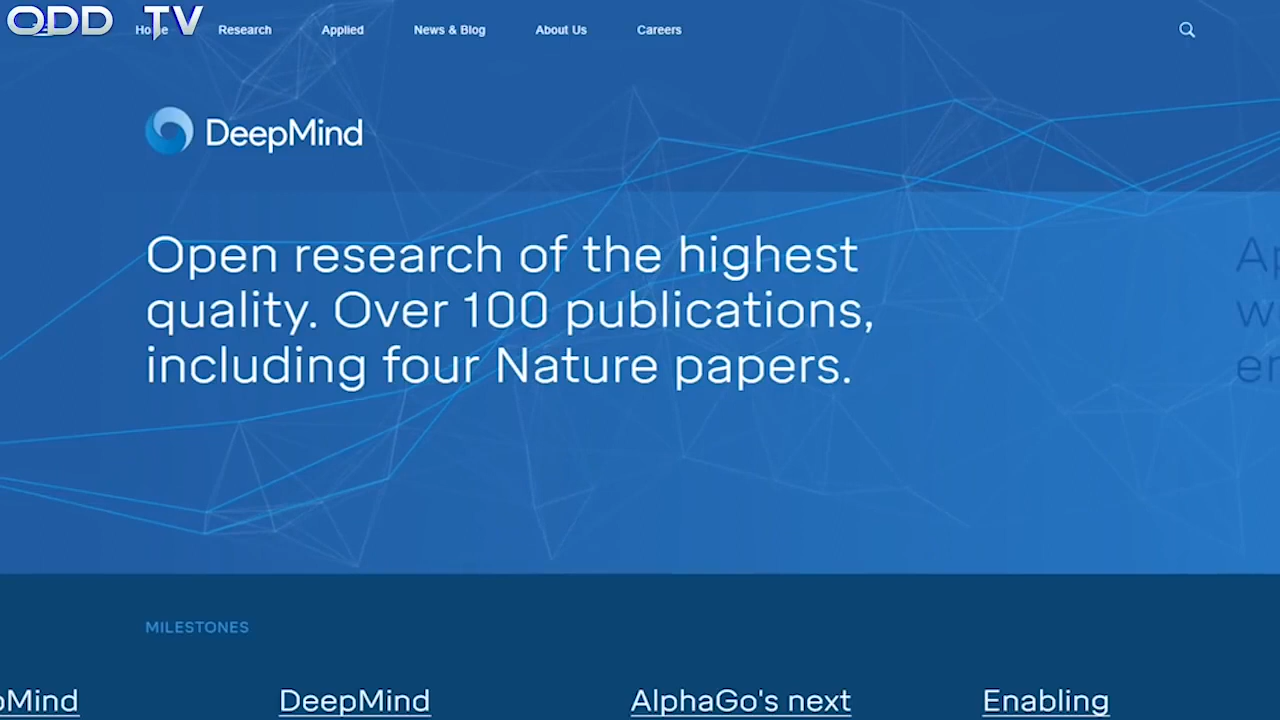 ODD TV
Home Research Applied News & Blog About Us Careers
DeepMind
Open research of the highest
quality. Over 100 publications,
including four Nature papers.
MILESTONES
DeepMind AlphaGo's next Enabling